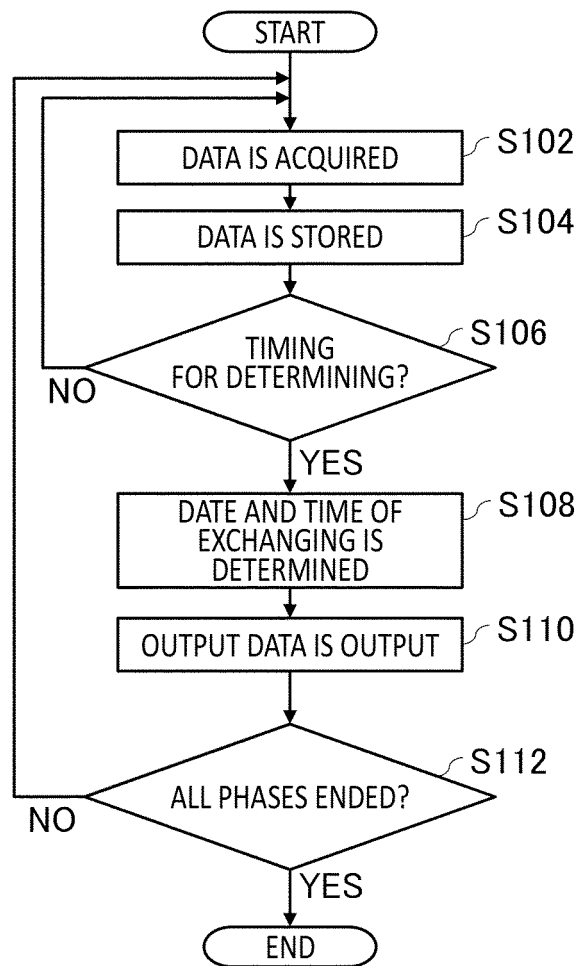 START
DATA IS ACQUIRED
S102
DATA IS STORED
S104
TIMING
FOR DETERMINING?
S106
NO
YES
DATE AND TIME OF
EXCHANGING IS
DETERMINED
S108
OUTPUT DATA IS OUTPUT
S110
ALL PHASES ENDED?
S112
NO
YES
END